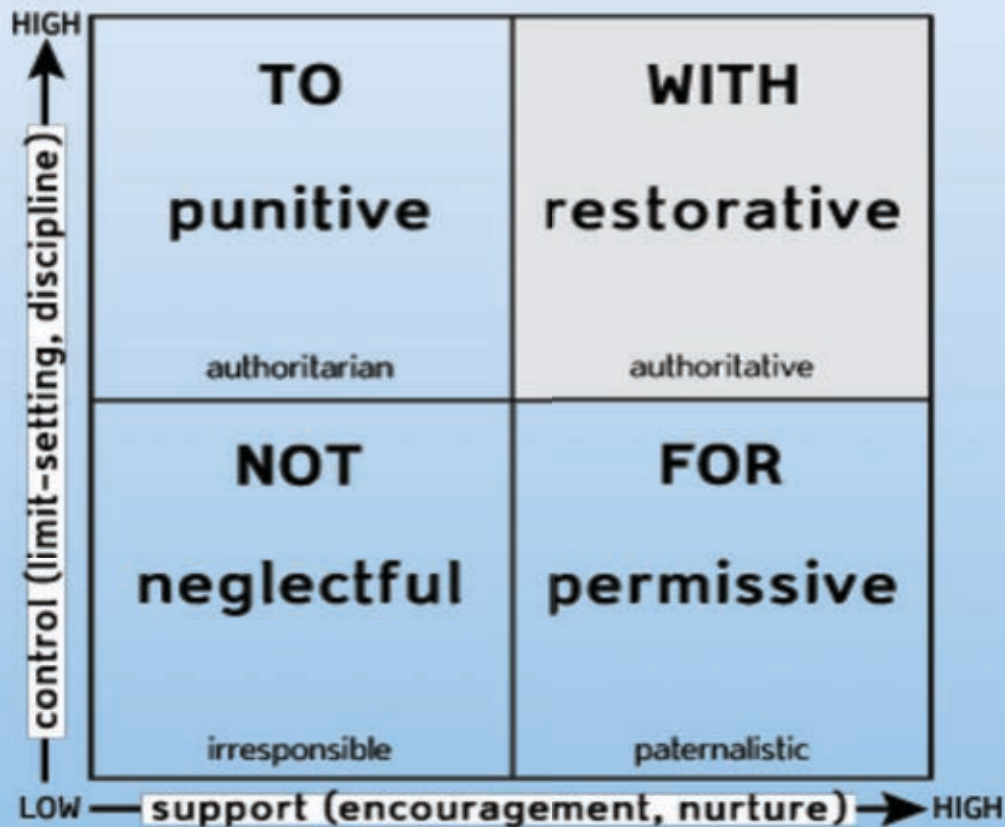 HIGH
control (limit-setting, discipline)
TO
punitive
authoritarian
WITH
restorative
authoritative
NOT
neglectful
irresponsible
FOR
permissive
paternalistic
LOW
support (encouragement, nurture)
HIGH